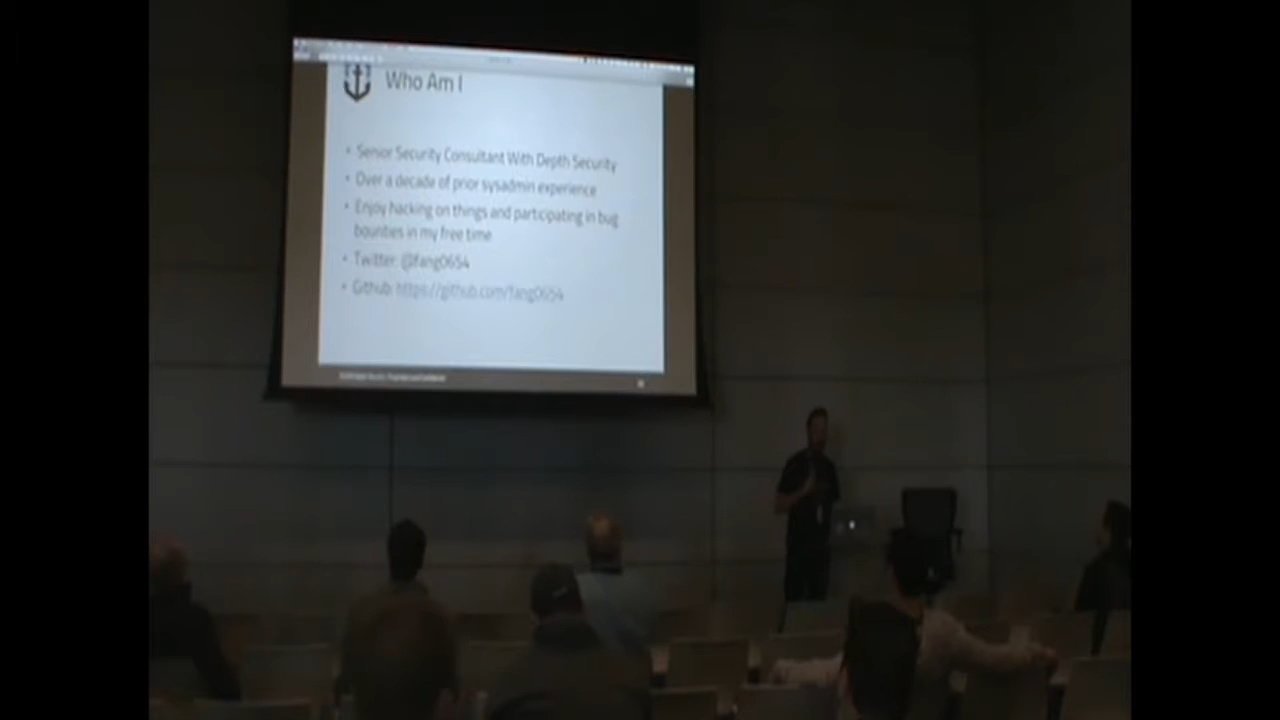 Who Am I
• Senior Security Consultant With Depth Security
• Over a decade of prior sysadmin experience
• Enjoy hacking on things and participating in bug
bounties in my free time
• Twitter: @fang0654
• Github: https://github.com/fang0654